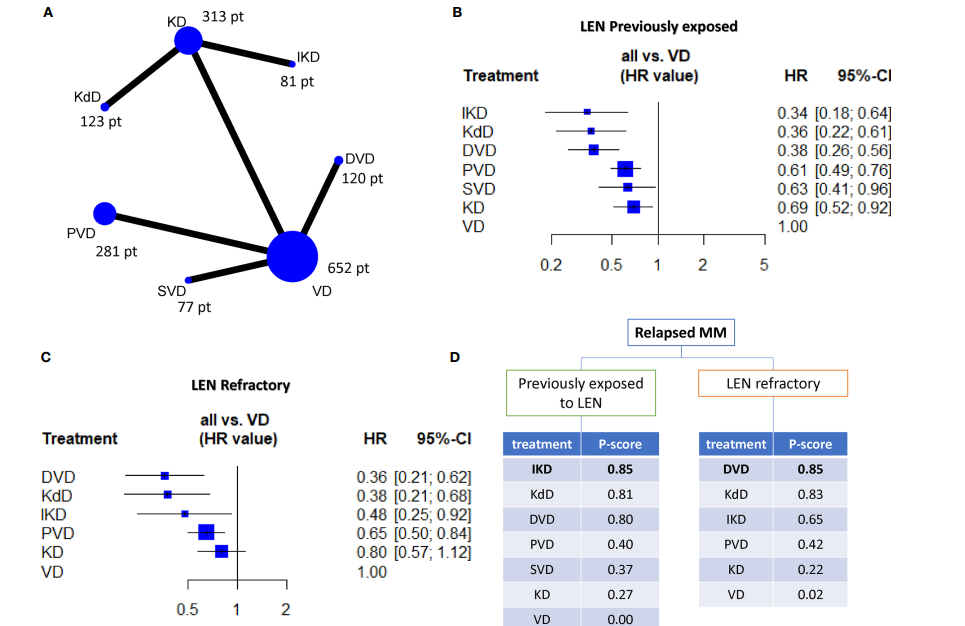 A
KD 313 pt
IKD
81 pt
KdD
123 pt
DVD
120 pt
PVD
281 pt
652 pt
SVD
VD
77 pt
B
LEN Previously exposed
all vs. VD
Treatment (HR value) HR 95%-CI
IKD 0.34 [0.18; 0.64]
KdD 0.36 [0.22; 0.61]
DVD 0.38 [0.26; 0.56]
PVD 0.61 [0.49; 0.76]
SVD 0.63 [0.41; 0.96]
KD 0.69 [0.52; 0.92]
VD 1.00
0.2 0.5 1 2 5
C
LEN Refractory
all vs. VD
Treatment (HR value) HR 95%-CI
DVD 0.36 [0.21; 0.62]
KdD 0.38 [0.21; 0.68]
IKD 0.48 [0.25; 0.92]
PVD 0.65 [0.50; 0.84]
KD 0.80 [0.57; 1.12]
VD 1.00
0.5 1 2
D
Relapsed MM
Previously exposed
to LEN
treatment P-score
IKD 0.85
KdD 0.81
DVD 0.80
PVD 0.40
SVD 0.37
KD 0.27
VD 0.00
LEN refractory
treatment P-score
DVD 0.85
KdD 0.83
IKD 0.65
PVD 0.42
KD 0.22
VD 0.02